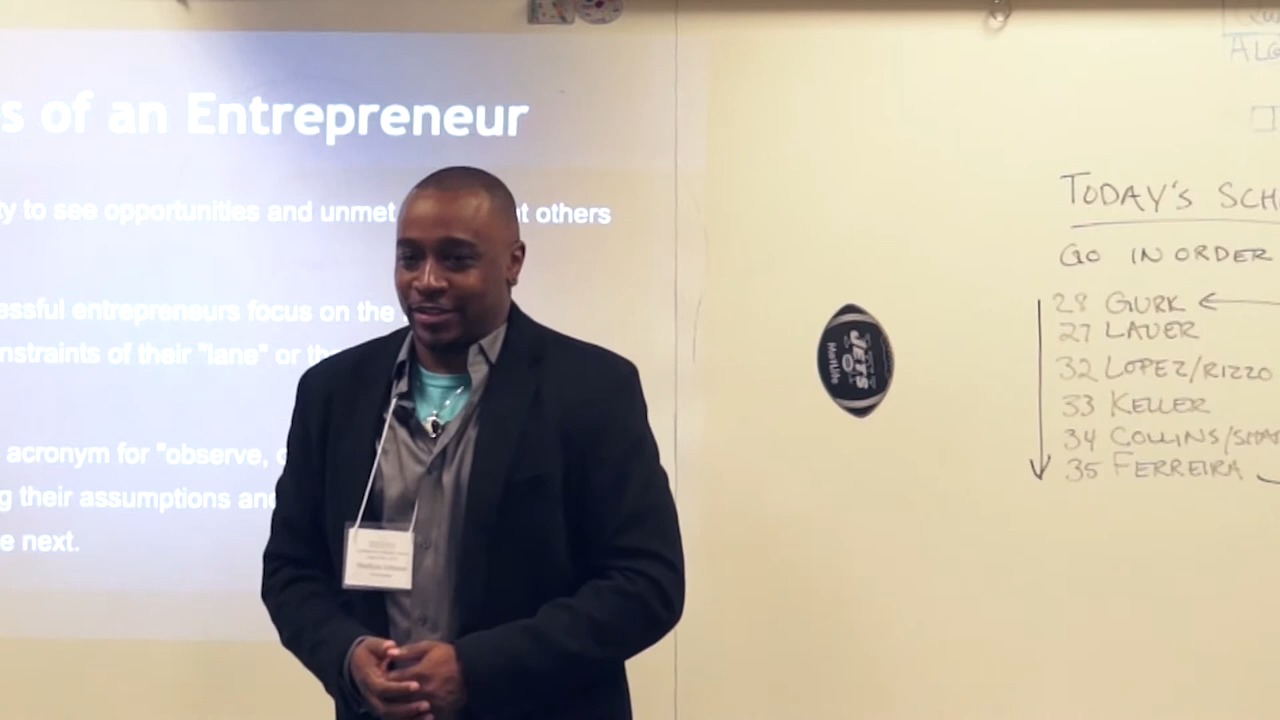 s of an Entrepreneur
ty to see opportunities and unmet
t others
essful entrepreneurs focus on the
nstraints of their "lane" or the
acronym for "observe,
g their assumptions and
e next.
JETS
MetLife
ALG
TODAY'S SCH
GO IN ORDER
28 GURK
27 LAUER
32 LOPEZ/RIZZO
33 KELLER
34 COLLINS/SMA
35 FERREIRA